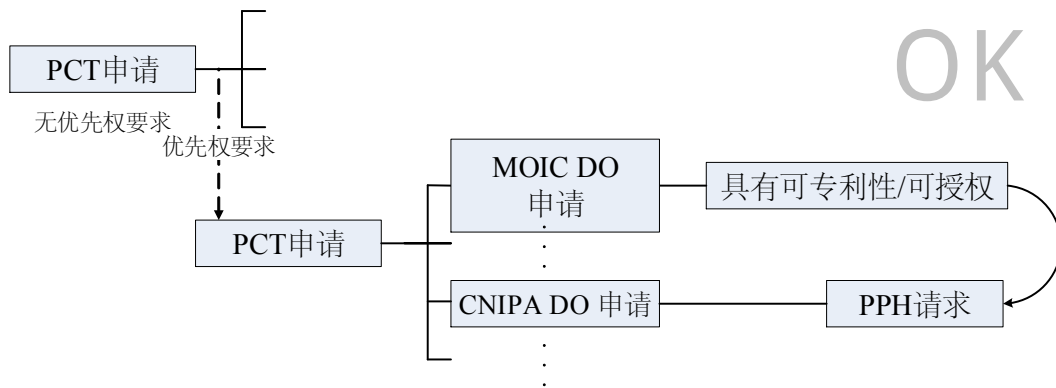 OK
PCT申请
无优先权要求
优先权要求
MOIC DO
申请
具有可专利性/可授权
PCT申请
CNIPA DO 申请
PPH请求